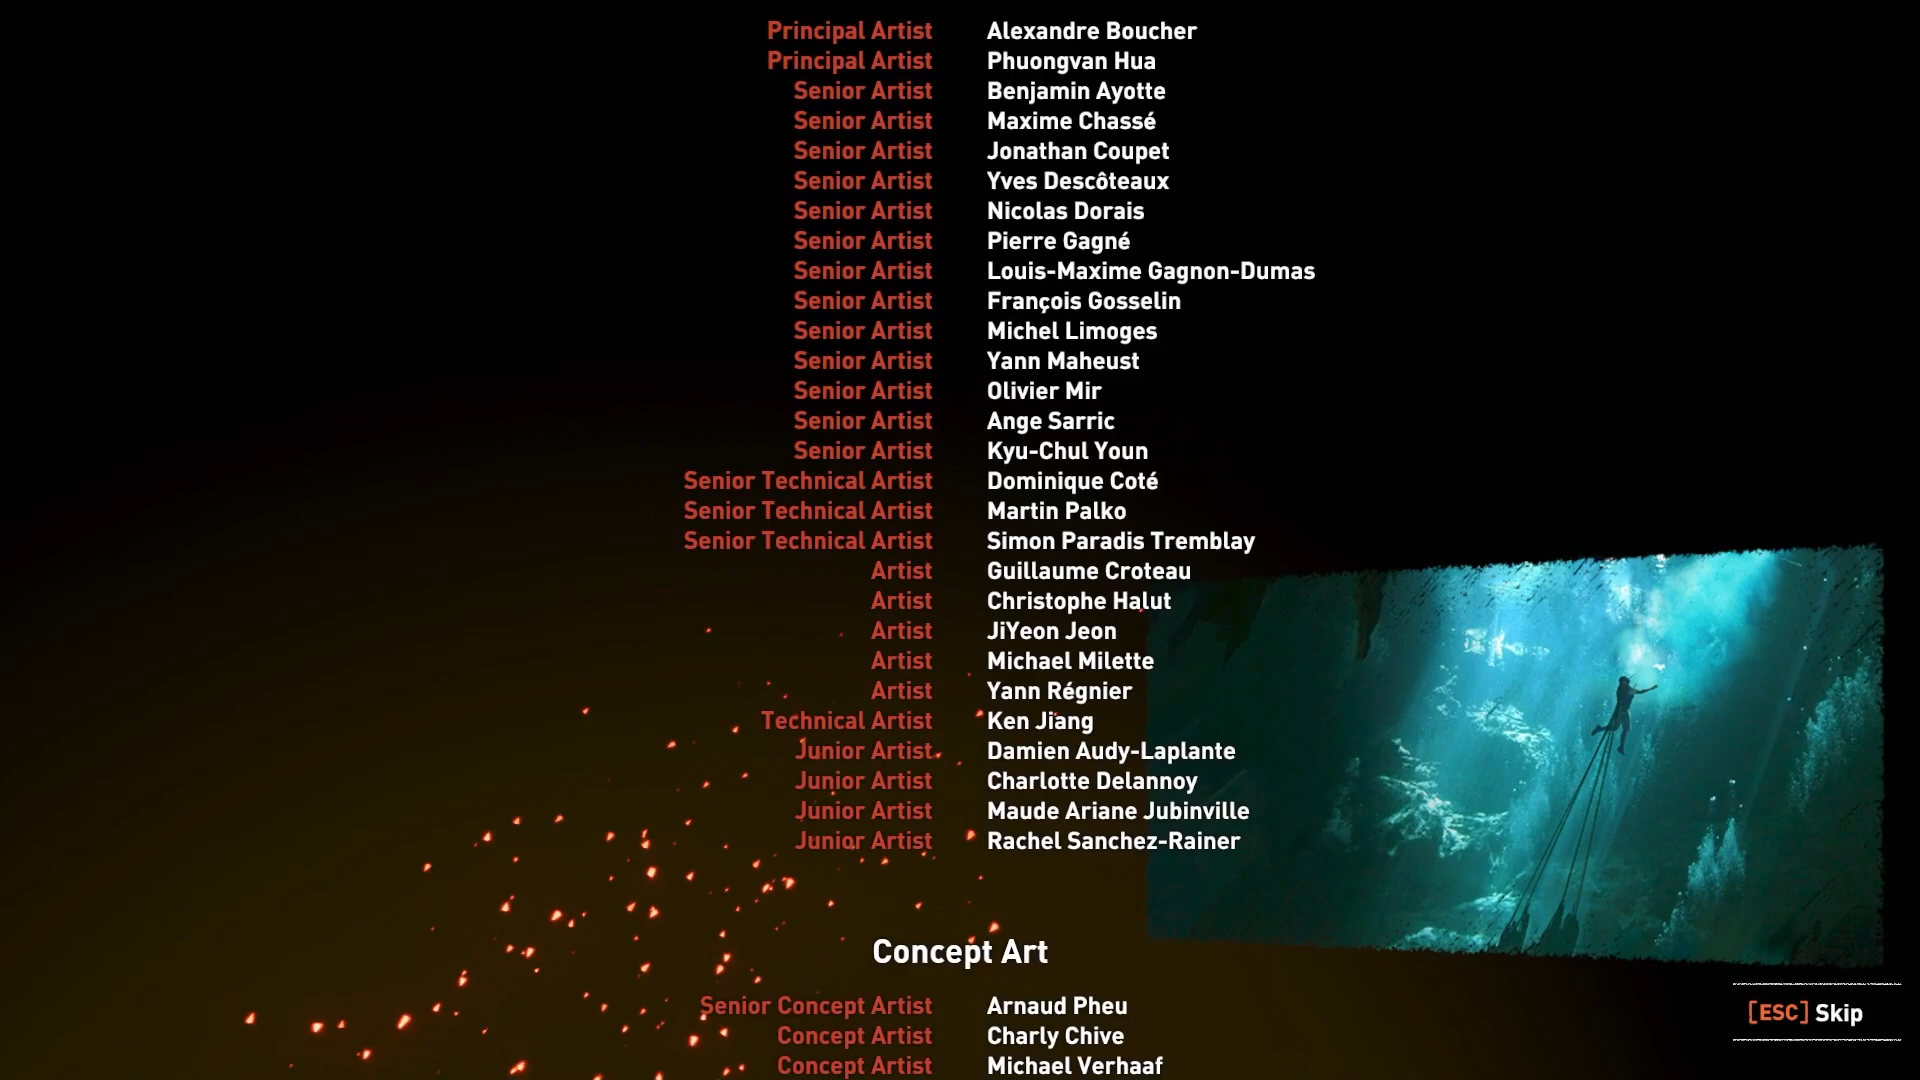 Principal Artist Alexandre Boucher
Principal Artist Phuongvan Hua
Senior Artist Benjamin Ayotte
Senior Artist Maxime Chassé
Senior Artist Jonathan Coupet
Senior Artist Yves Descôteaux
Senior Artist Nicolas Dorais
Senior Artist Pierre Gagné
Senior Artist Louis-Maxime Gagnon-Dumas
Senior Artist François Gosselin
Senior Artist Michel Limoges
Senior Artist Yann Maheust
Senior Artist Olivier Mir
Senior Artist Ange Sarric
Senior Artist Kyu-Chul Youn
Senior Technical Artist Dominique Coté
Senior Technical Artist Martin Palko
Senior Technical Artist Simon Paradis Tremblay
Artist Guillaume Croteau
Artist Christophe Halut
Artist JiYeon Jeon
Artist Michael Milette
Artist Yann Régnier
Technical Artist Ken Jiang
Junior Artist Damien Audy-Laplante
Junior Artist Charlotte Delannoy
Junior Artist Maude Ariane Jubinville
Junior Artist Rachel Sanchez-Rainer
Concept Art
Senior Concept Artist Arnaud Pheu
Concept Artist Charly Chive
Concept Artist Michael Verhaaf
[ESC] Skip